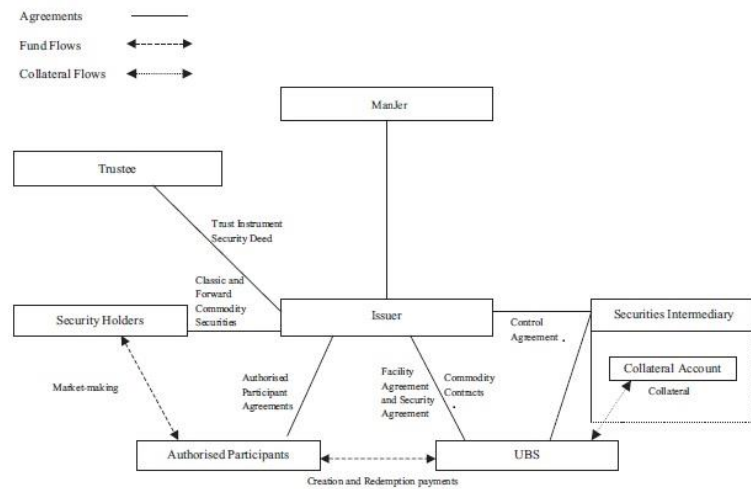 Agreements
Fund Flows
Collateral Flows
ManJer
Trustee
Trust Instrument
Security Deed
Classic and
Forward
Commodity
Securities
Security Holders
Issuer
Securities Intermediary
Control
Agreement
Collateral Account
Collateral
Market-making
Authorised
Participant
Agreements
Facility
Agreement
and Security
Agreement
Commodity
Contracts
Authorised Participants
UBS
Creation and Redemption payments